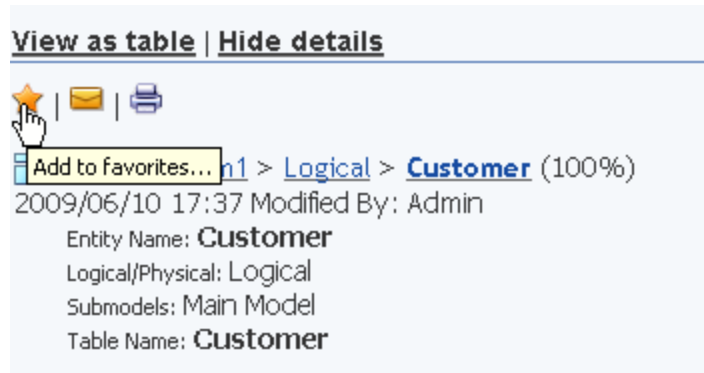 View as table | Hide details
| |
Add to favorites... n1 > Logical > Customer (100%)
2009/06/10 17:37 Modified By: Admin
Entity Name: Customer
Logical/Physical: Logical
Submodels: Main Model
Table Name: Customer